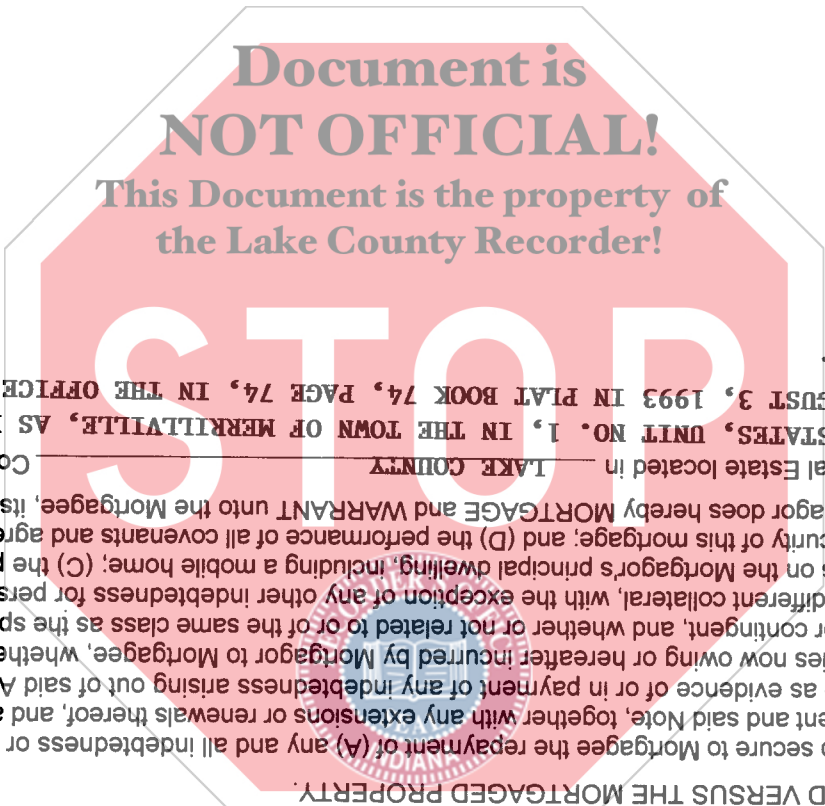 Document is
NOT OFFICIAL!
This Document is the property of
the Lake County Recorder!
STOP
D VERSUS THE MORTGAGED PROPERTY.
secure to Mortgagee the repayment of (A) any and all indebtedness or
ent and said Note, together with any extensions or renewals thereof, and
as evidence of or in payment of any indebtedness arising out of said A
ies now owing or hereafter incurred by Mortgagor to Mortgagee, whethe
r contingent, and whether or not related to or of the same class as the sp
different collateral, with the exception of any other indebtedness for pers
s on the Mortgagor's principal dwelling, including a mobile home; (C) the p
curity of this mortgage; and (D) the performance of all covenants and agre
agor does hereby MORTGAGE and WARRANT unto the Mortgagee, its
al Estate located in LAKE COUNTY Co
STATES, UNIT NO. 1, IN THE TOWN OF MERRILLVILLE, AS
GUST 3, 1993 IN PLAT BOOK 74, PAGE 74, IN THE OFFICE